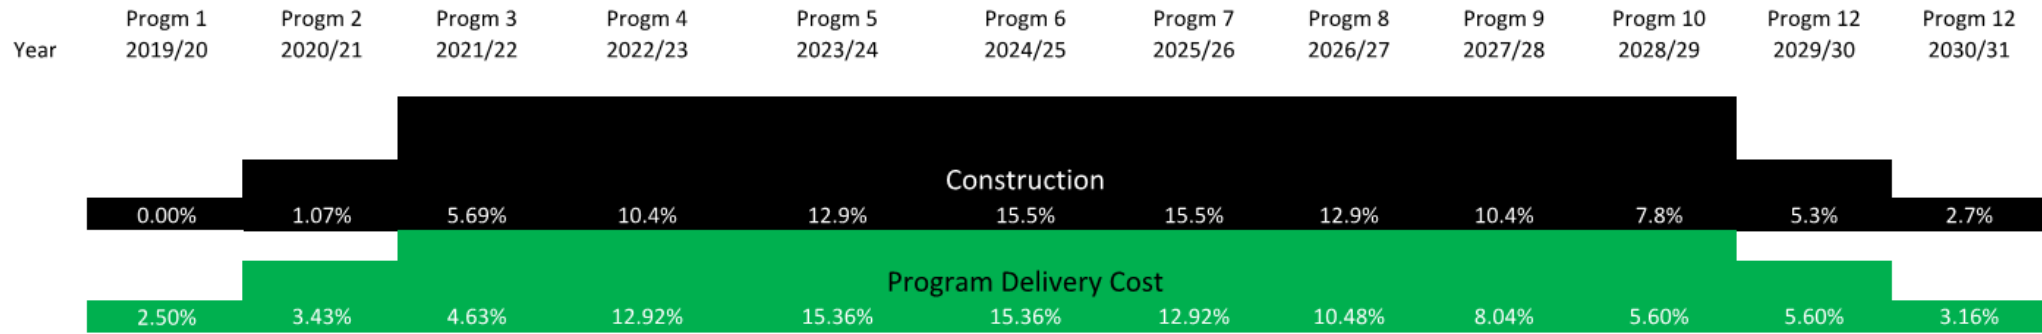 Progm 1 Progm 2 Progm 3 Progm 4 Progm 5 Progm 6 Progm 7 Progm 8 Progm 9 Progm 10 Progm 12 Progm 12
Year 2019/20 2020/21 2021/22 2022/23 2023/24 2024/25 2025/26 2026/27 2027/28 2028/29 2029/30 2030/31
Construction
0.00% 1.07% 5.69% 10.4% 12.9% 15.5% 15.5% 12.9% 10.4% 7.8% 5.3% 2.7%
Program Delivery Cost
2.50% 3.43% 4.63% 12.92% 15.36% 15.36% 12.92% 10.48% 8.04% 5.60% 5.60% 3.16%